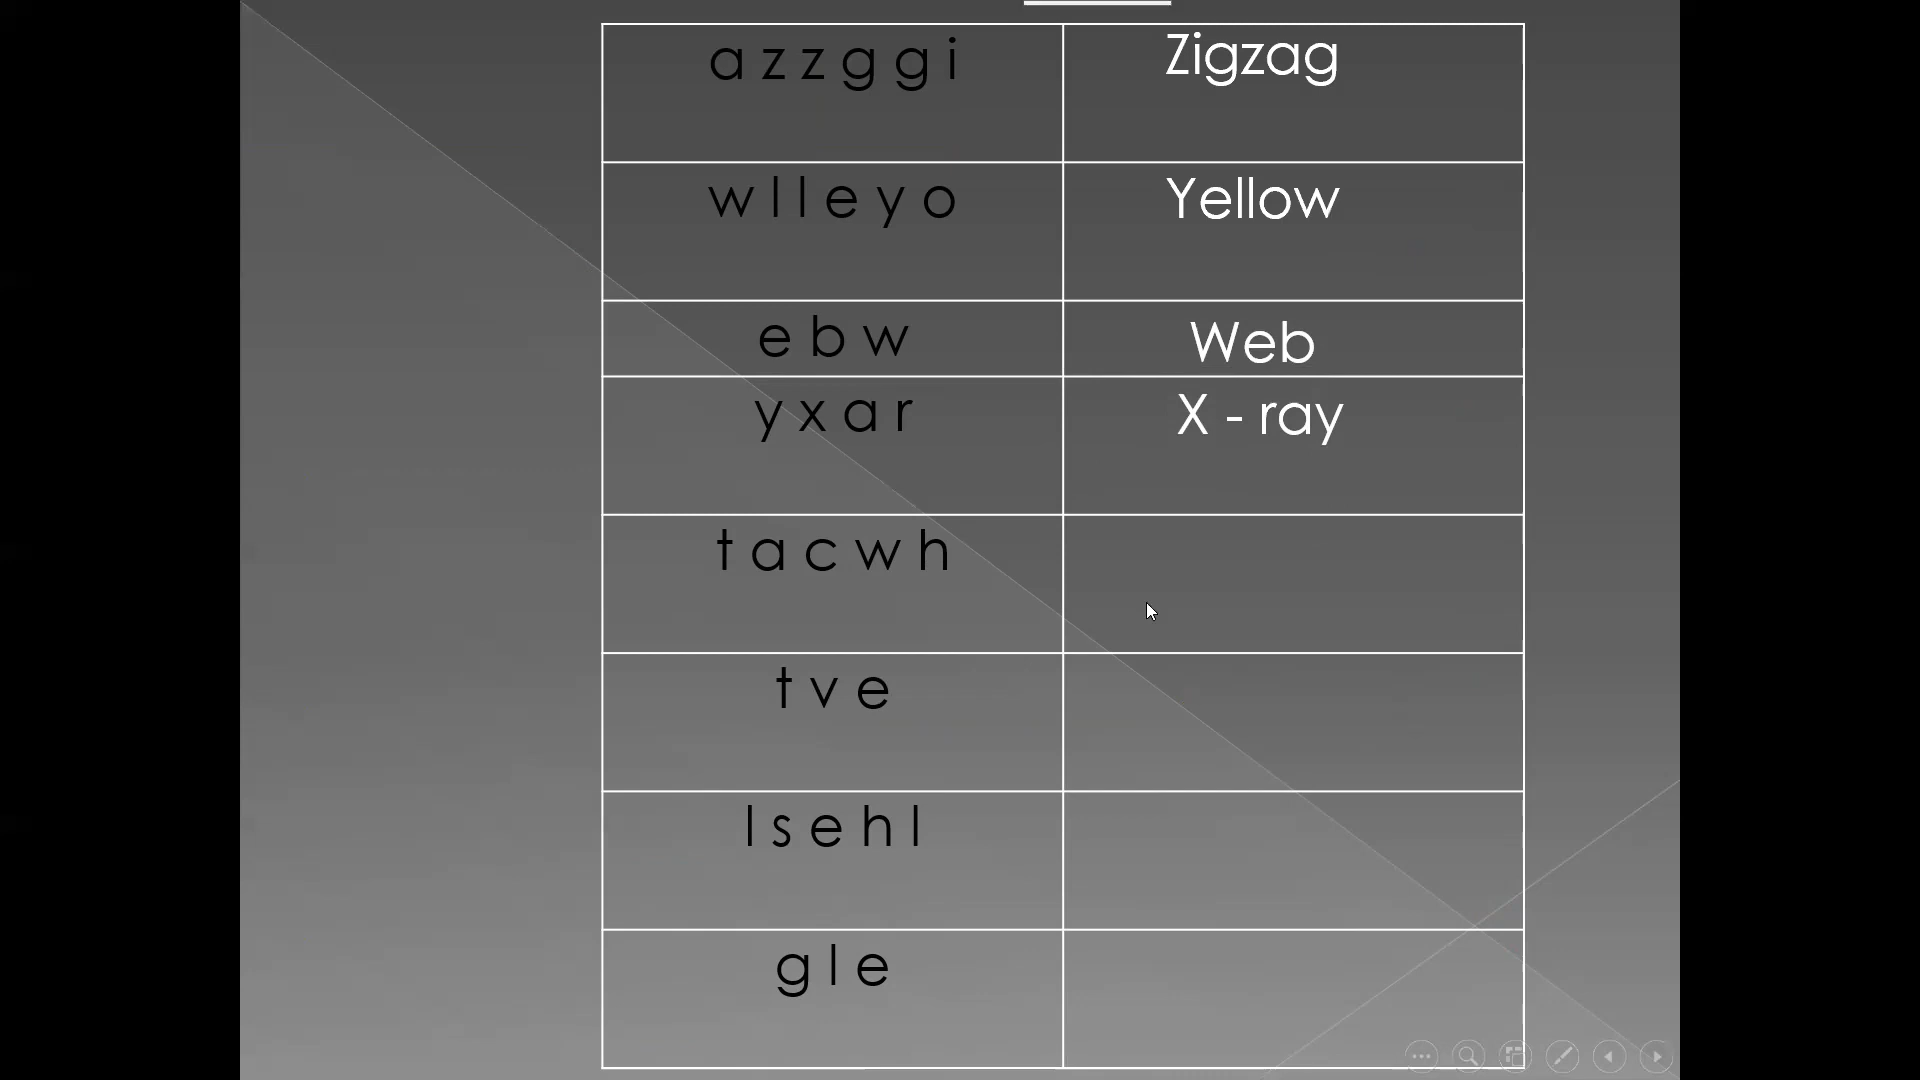 a z z g g i Zigzag
w l l e y o Yellow
e b w Web
y x a r X - ray
t a c w h
t v e
l s e h l
g l e